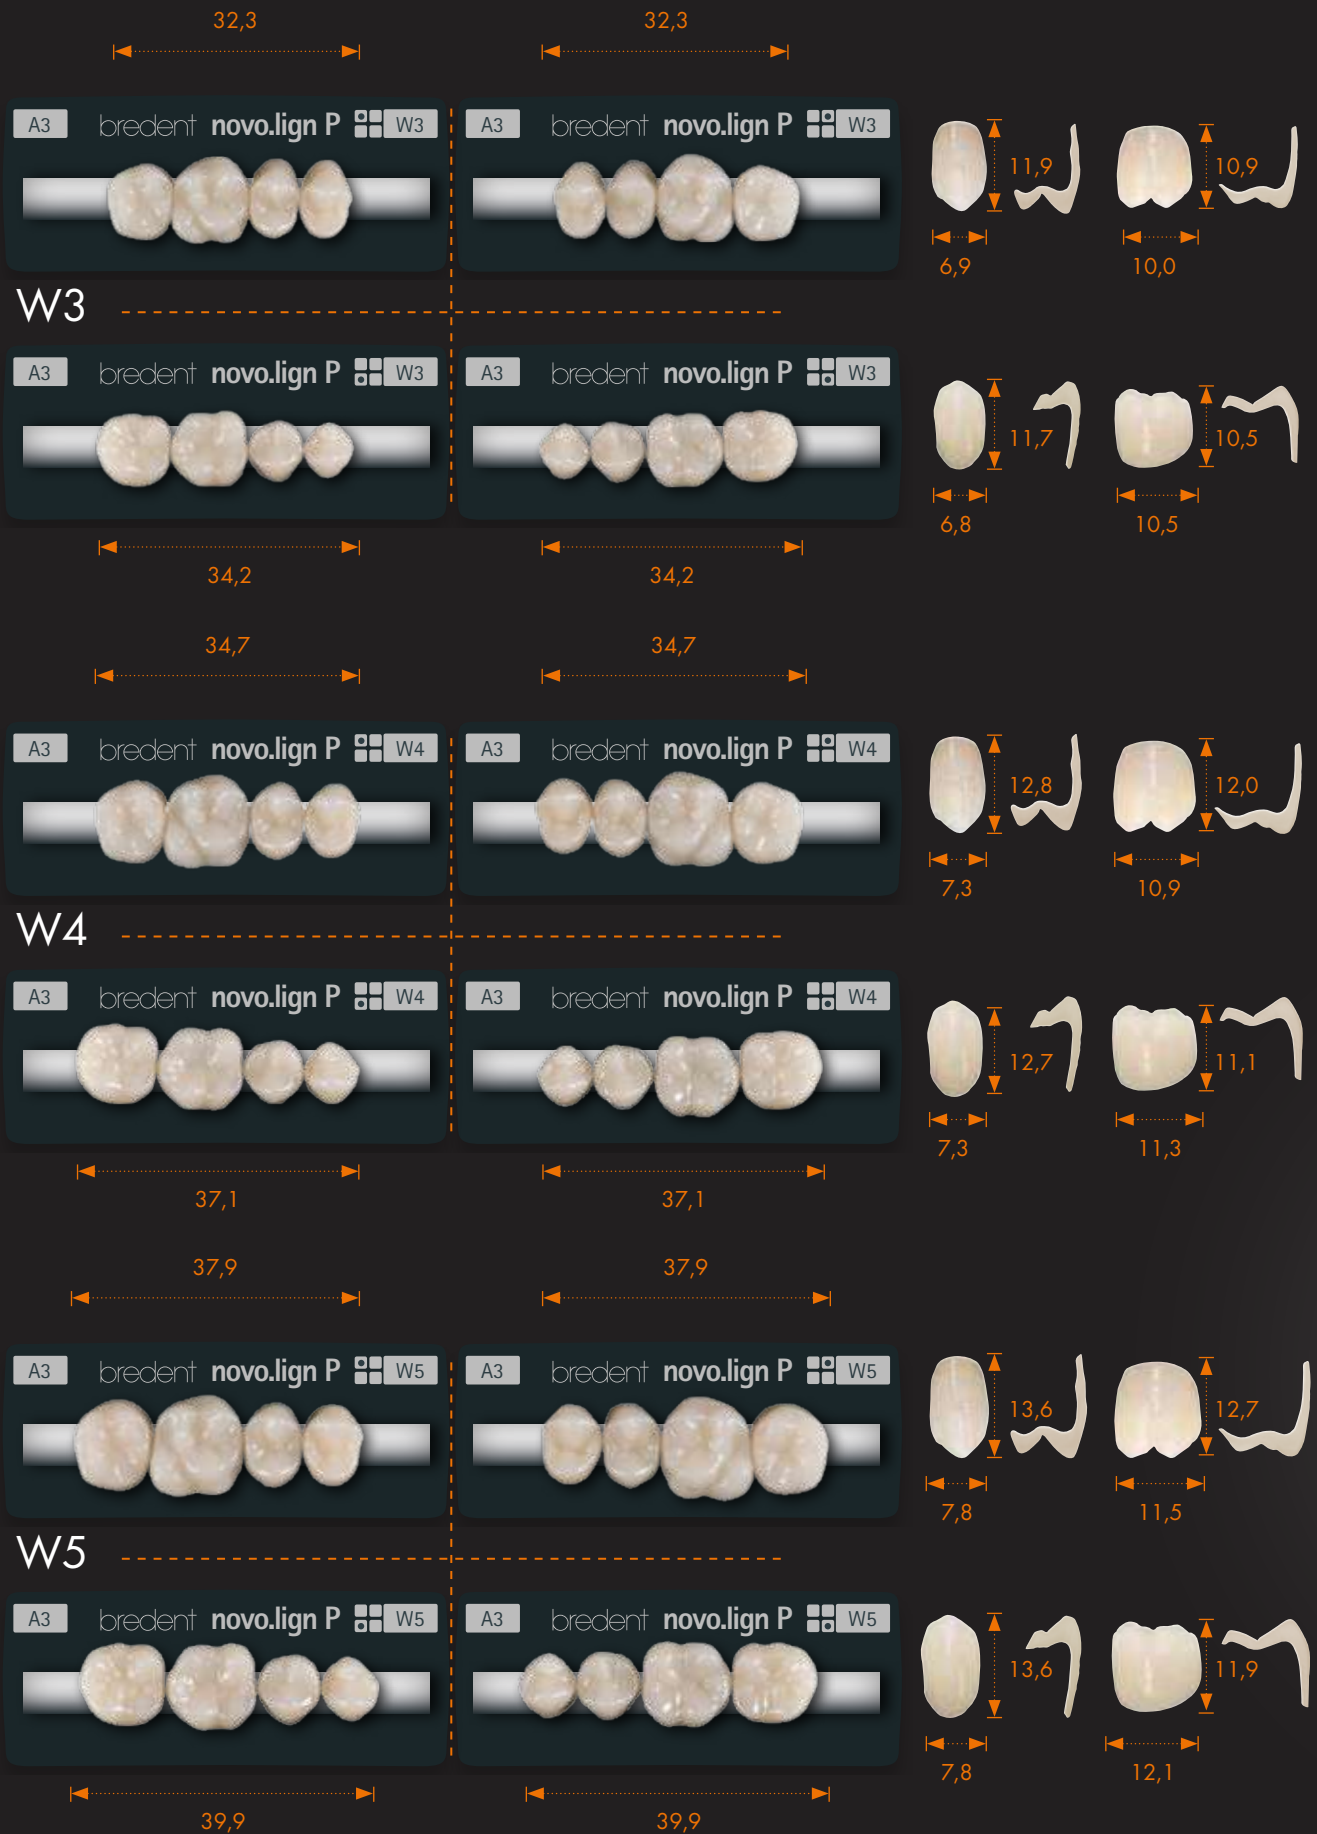 32,3 32,3
A3 bredent novo.lign P W3 A3 bredent novo.lign P W3
11,9 10,9
6,9 10,0
W3
A3 bredent novo.lign P W3 A3 bredent novo.lign P W3
11,7 10,5
6,8 10,5
34,2 34,2
34,7 34,7
A3 bredent novo.lign P W4 A3 bredent novo.lign P W4
12,8 12,0
7,3 10,9
W4
A3 bredent novo.lign P W4 A3 bredent novo.lign P W4
12,7 11,1
7,3 11,3
37,1 37,1
37,9 37,9
A3 bredent novo.lign P W5 A3 bredent novo.lign P W5
13,6 12,7
7,8 11,5
W5
A3 bredent novo.lign P W5 A3 bredent novo.lign P W5
13,6 11,9
7,8 12,1
39,9 39,9